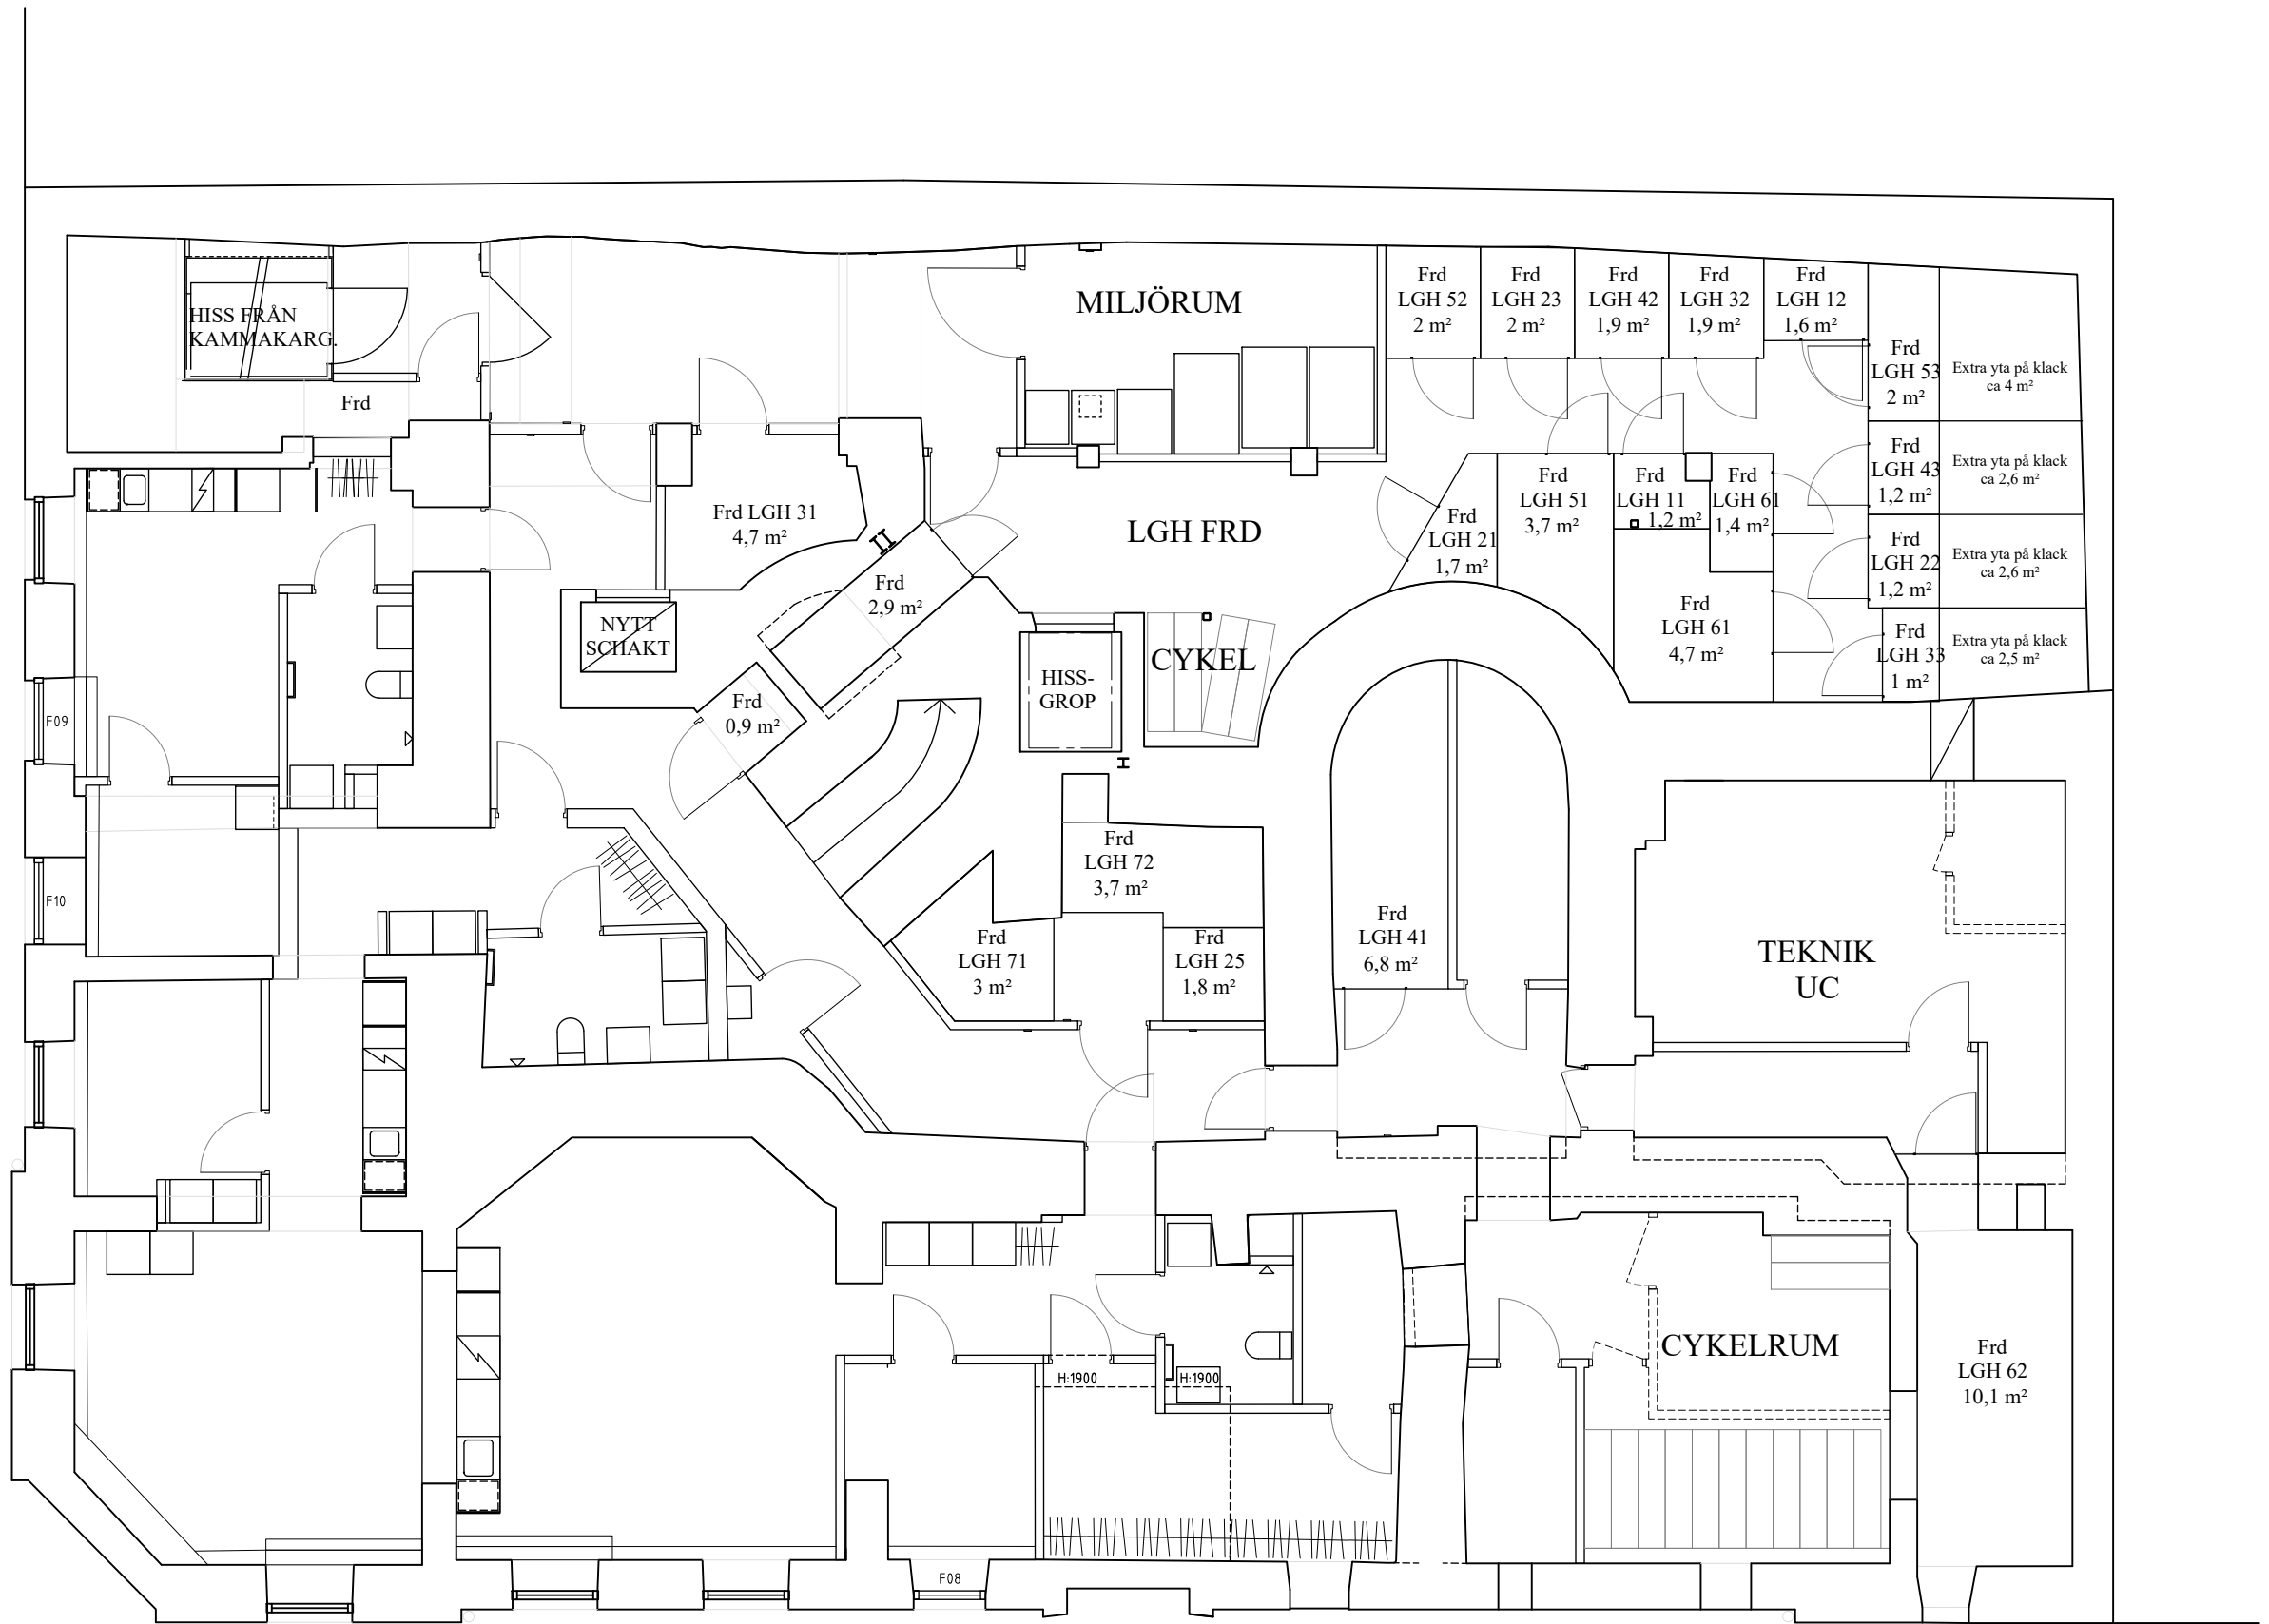 HISS FRÅN
KAMMAKARG.
Frd
MILJÖRUM
Frd
LGH 52
2 m²
Frd
LGH 23
2 m²
Frd
LGH 42
1,9 m²
Frd
LGH 32
1,9 m²
Frd
LGH 12
1,6 m²
Frd
LGH 53
2 m²
Extra yta på klack
ca 4 m²
Frd
LGH 43
1,2 m²
Extra yta på klack
ca 2,6 m²
Frd
LGH 22
1,2 m²
Extra yta på klack
ca 2,6 m²
Frd
LGH 33
1 m²
Extra yta på klack
ca 2,5 m²
Frd LGH 31
4,7 m²
LGH FRD
Frd
LGH 21
1,7 m²
Frd
LGH 51
3,7 m²
Frd
LGH 11
1,2 m²
Frd
LGH 61
1,4 m²
Frd
LGH 61
4,7 m²
Frd
2,9 m²
NYTT
SCHAKT
Frd
0,9 m²
HISS-
GROP
CYKEL
F09
F10
Frd
LGH 72
3,7 m²
Frd
LGH 71
3 m²
Frd
LGH 25
1,8 m²
Frd
LGH 41
6,8 m²
TEKNIK
UC
CYKELRUM
Frd
LGH 62
10,1 m²
H:1900
H:1900
F08